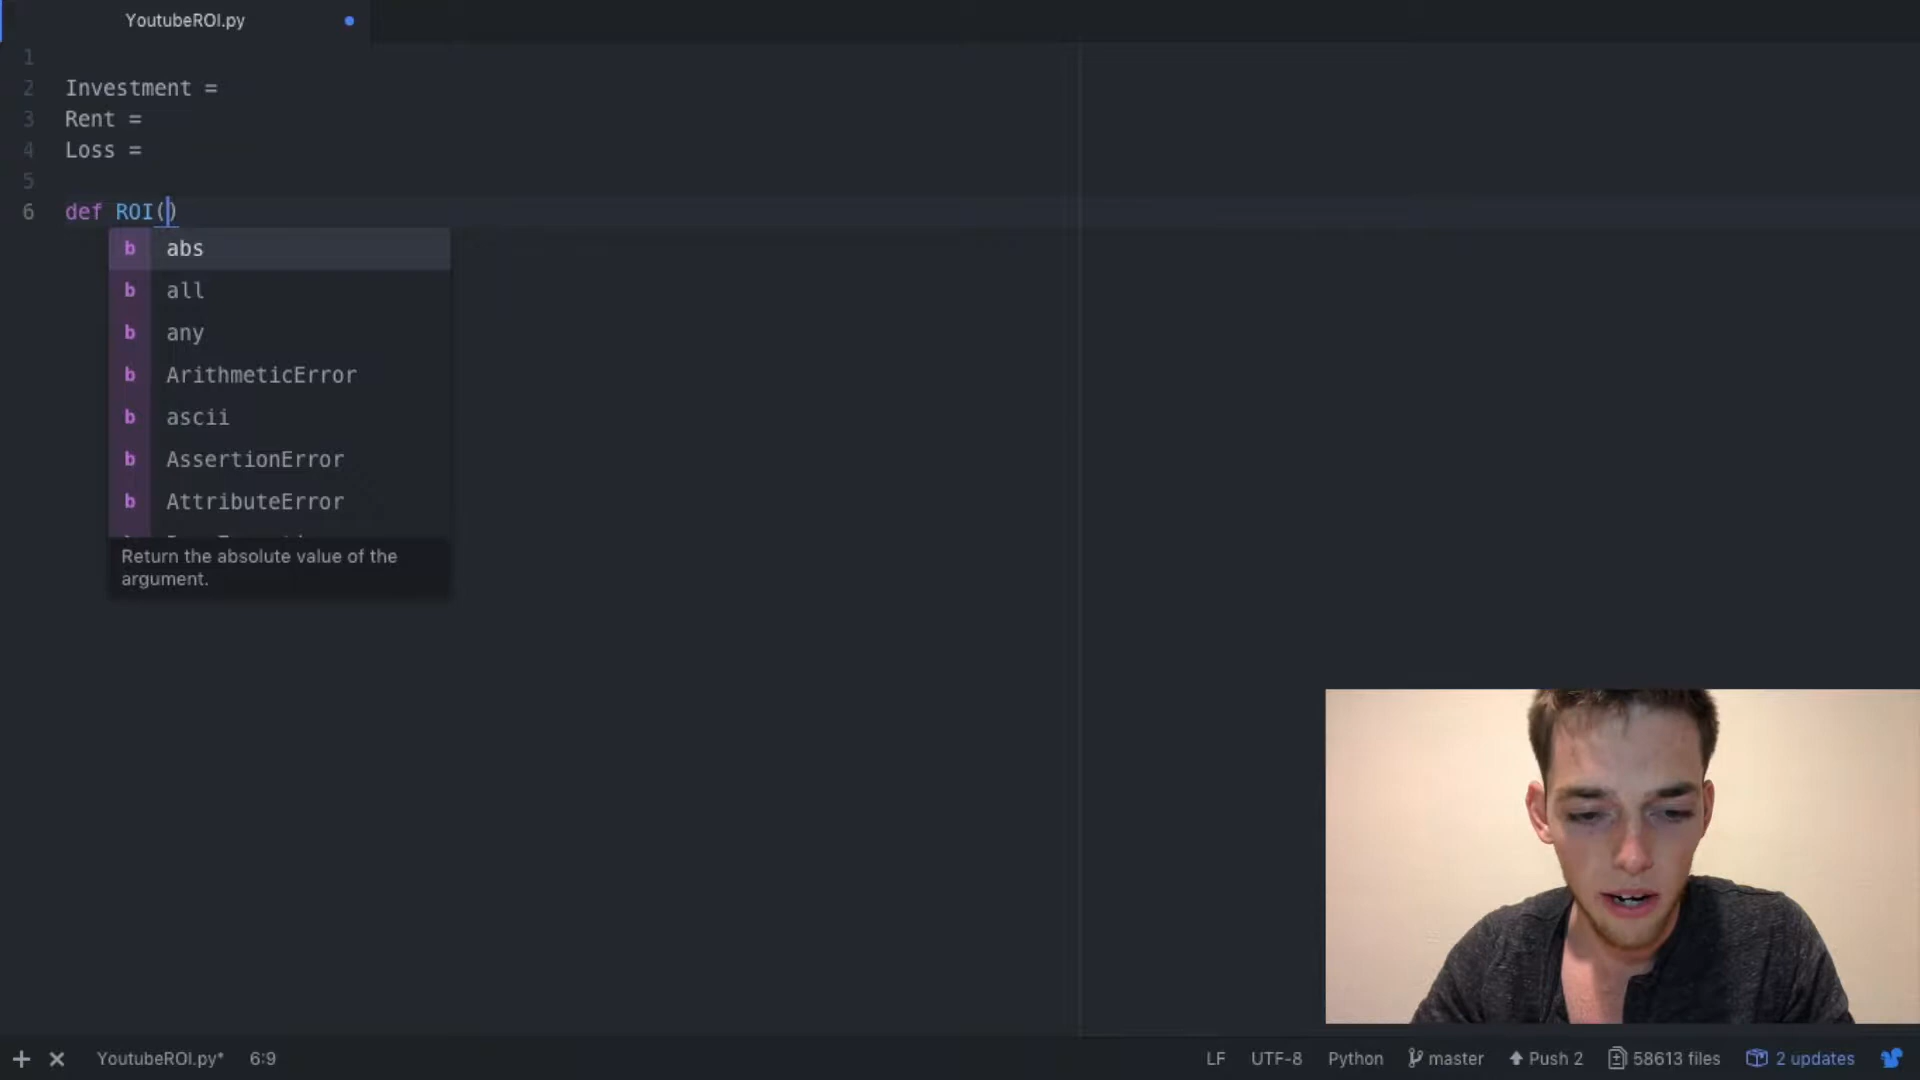 YoutubeROI.py
1
2 Investment =
3 Rent =
4 Loss =
5
6 def ROI()
b abs
b all
b any
b ArithmeticError
b ascii
b AssertionError
b AttributeError
Return the absolute value of the
argument.
YoutubeROI.py* 6:9 LF UTF-8 Python master Push 2 58613 files 2 updates